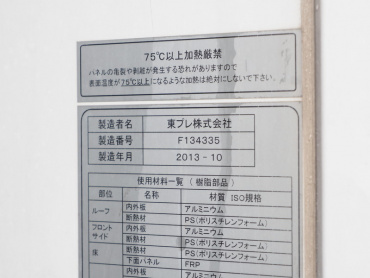 75℃以上加熱厳禁
パネルの亀裂や剥離が発生する恐れがありますので
表面温度が75℃以上になるような加熱は絶対にしないで下さい。
製造者名 東プレ株式会社
製造番号 F134335
製造年月 2013-10
使用材料一覧(樹脂部品)
部位 名称 材質 ISO規格
ルーフ 内外板 アルミニウム
断熱材 PS(ポリスチレンフォーム)
フロント サイド 内外板 アルミニウム
断熱材 PS(ポリスチレンフォーム)
床 断熱材 PS(ポリスチレンフォーム)
下面パネル FRP
内外板 アルミニウム